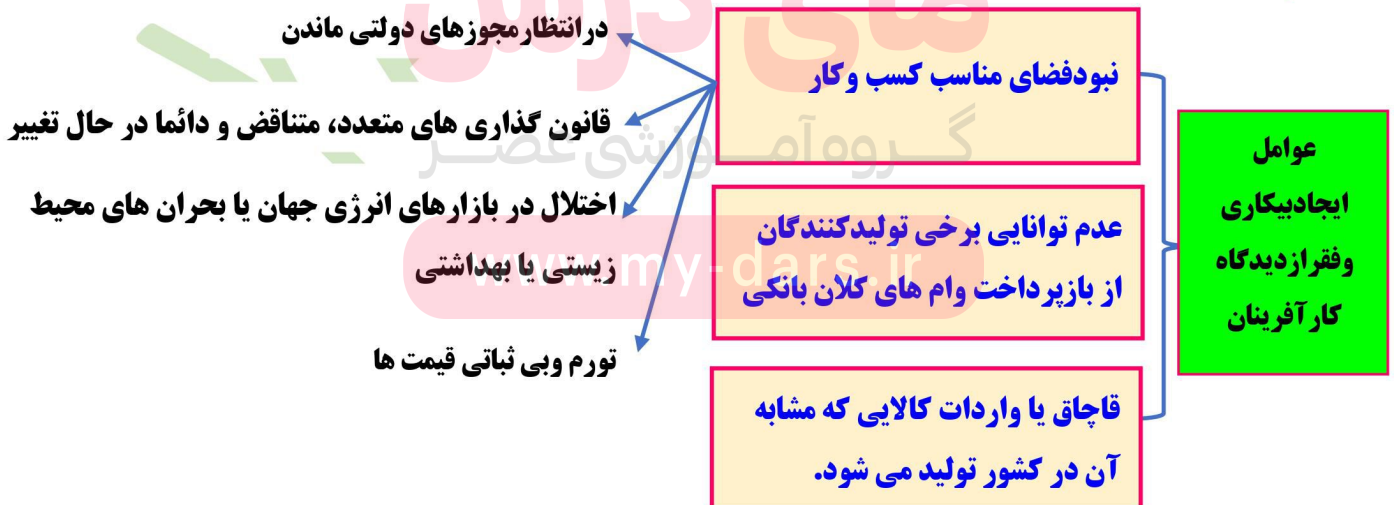 عوامل
ایجادبیکاری
وفقرازدیدگاه
کارآفرینان
نبودفضای مناسب کسب وکار
درانتظارمجوزهای دولتی ماندن
قانون گذاری های متعدد، متناقض و دائما در حال تغییر
اختلال در بازارهای انرژی جهان یا بحران های محیط
زیستی یا بهداشتی
تورم وبی ثباتی قیمت ها
عدم توانایی برخی تولیدکنندگان
از بازپرداخت وام های کلان بانکی
قاچاق یا واردات کالایی که مشابه
آن در کشور تولید می شود.
مای درس
گروه آموزشی عصر
www.my-dars.ir